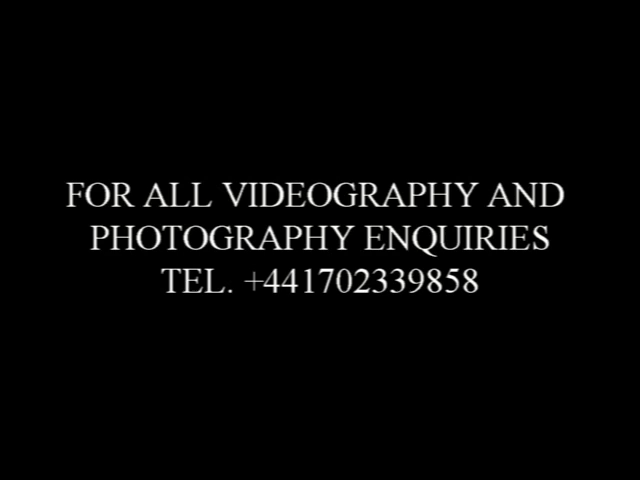 FOR ALL VIDEOGRAPHY AND
PHOTOGRAPHY ENQUIRIES
TEL. +441702339858